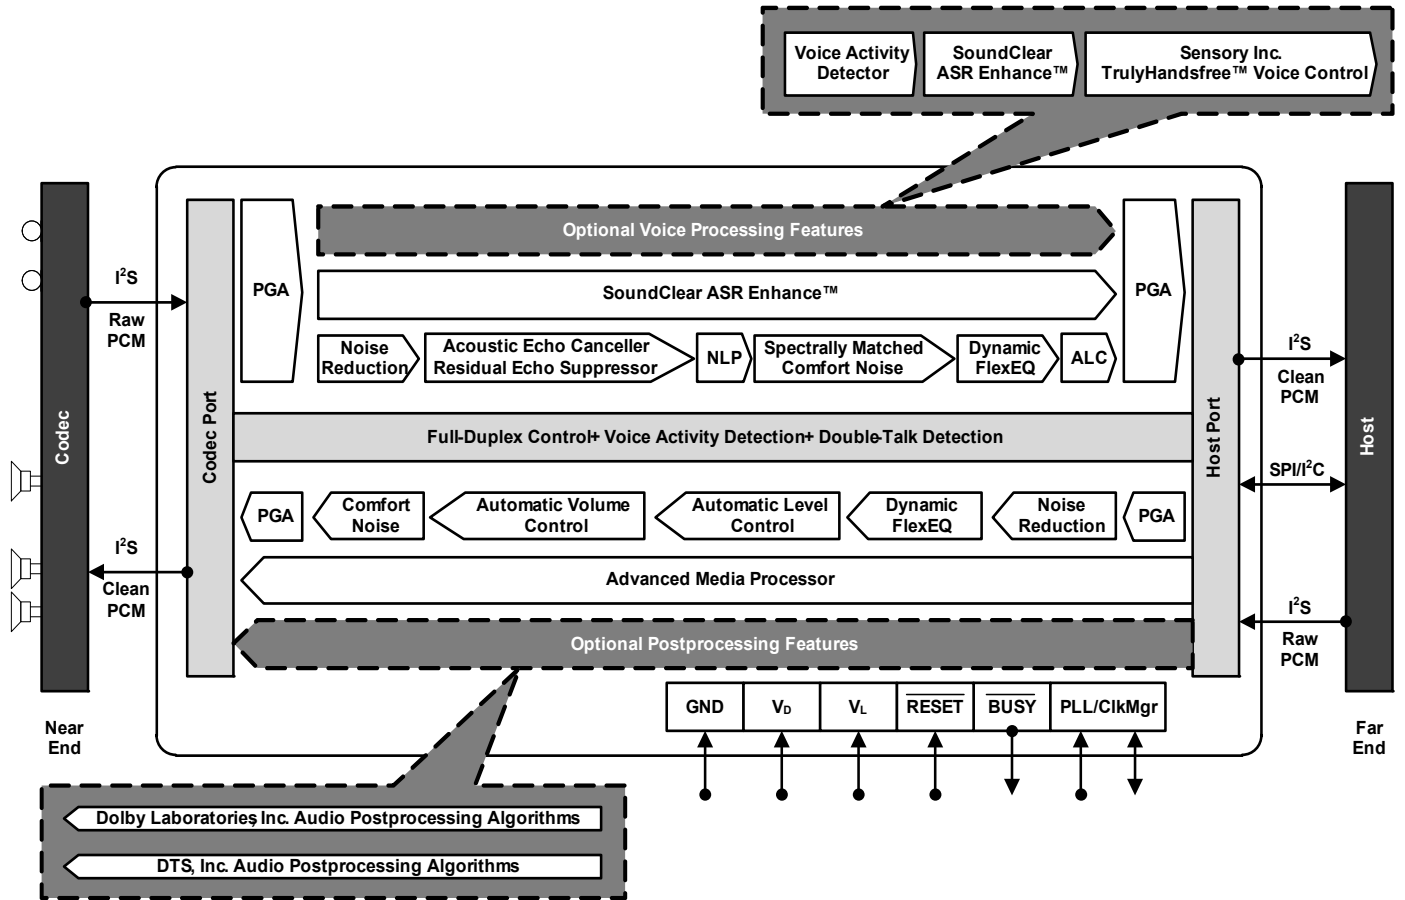 Voice Activity
Detector
SoundClear
ASR Enhance™
Sensory Inc.
TrulyHandsfree™ Voice Control
Optional Voice Processing Features
SoundClear ASR Enhance™
PGA
PGA
Noise
Reduction
Acoustic Echo Canceller
Residual Echo Suppressor
NLP
Spectrally Matched
Comfort Noise
Dynamic
FlexEQ
ALC
I²S
Raw
PCM
I²S
Clean
PCM
Codec
Codec Port
Full-Duplex Control+ Voice Activity Detection+ Double-Talk Detection
Host Port
Host
SPI/I²C
PGA
Comfort
Noise
Automatic Volume
Control
Automatic Level
Control
Dynamic
FlexEQ
Noise
Reduction
PGA
I²S
Clean
PCM
Advanced Media Processor
I²S
Raw
PCM
Optional Postprocessing Features
GND
VD
VL
RESET
BUSY
PLL/ClkMgr
Near
End
Far
End
Dolby Laboratories, Inc. Audio Postprocessing Algorithms
DTS, Inc. Audio Postprocessing Algorithms